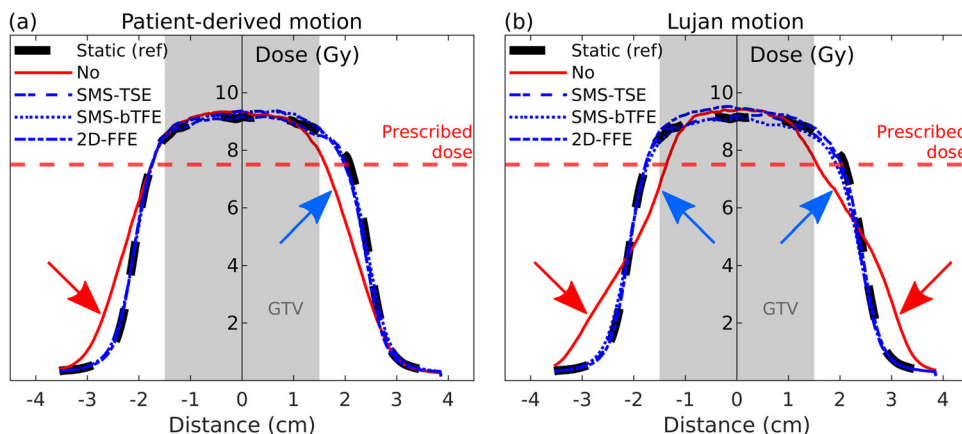 (a) Patient-derived motion
Static (ref)
No
SMS-TSE
SMS-bTFE
2D-FFE
Dose (Gy)
10
8
6
4
2
Prescribed
dose
GTV
-4 -3 -2 -1 0 1 2 3 4
Distance (cm)
(b) Lujan motion
Static (ref)
No
SMS-TSE
SMS-bTFE
2D-FFE
Dose (Gy)
10
8
6
4
2
Prescribed
dose
GTV
-4 -3 -2 -1 0 1 2 3 4
Distance (cm)